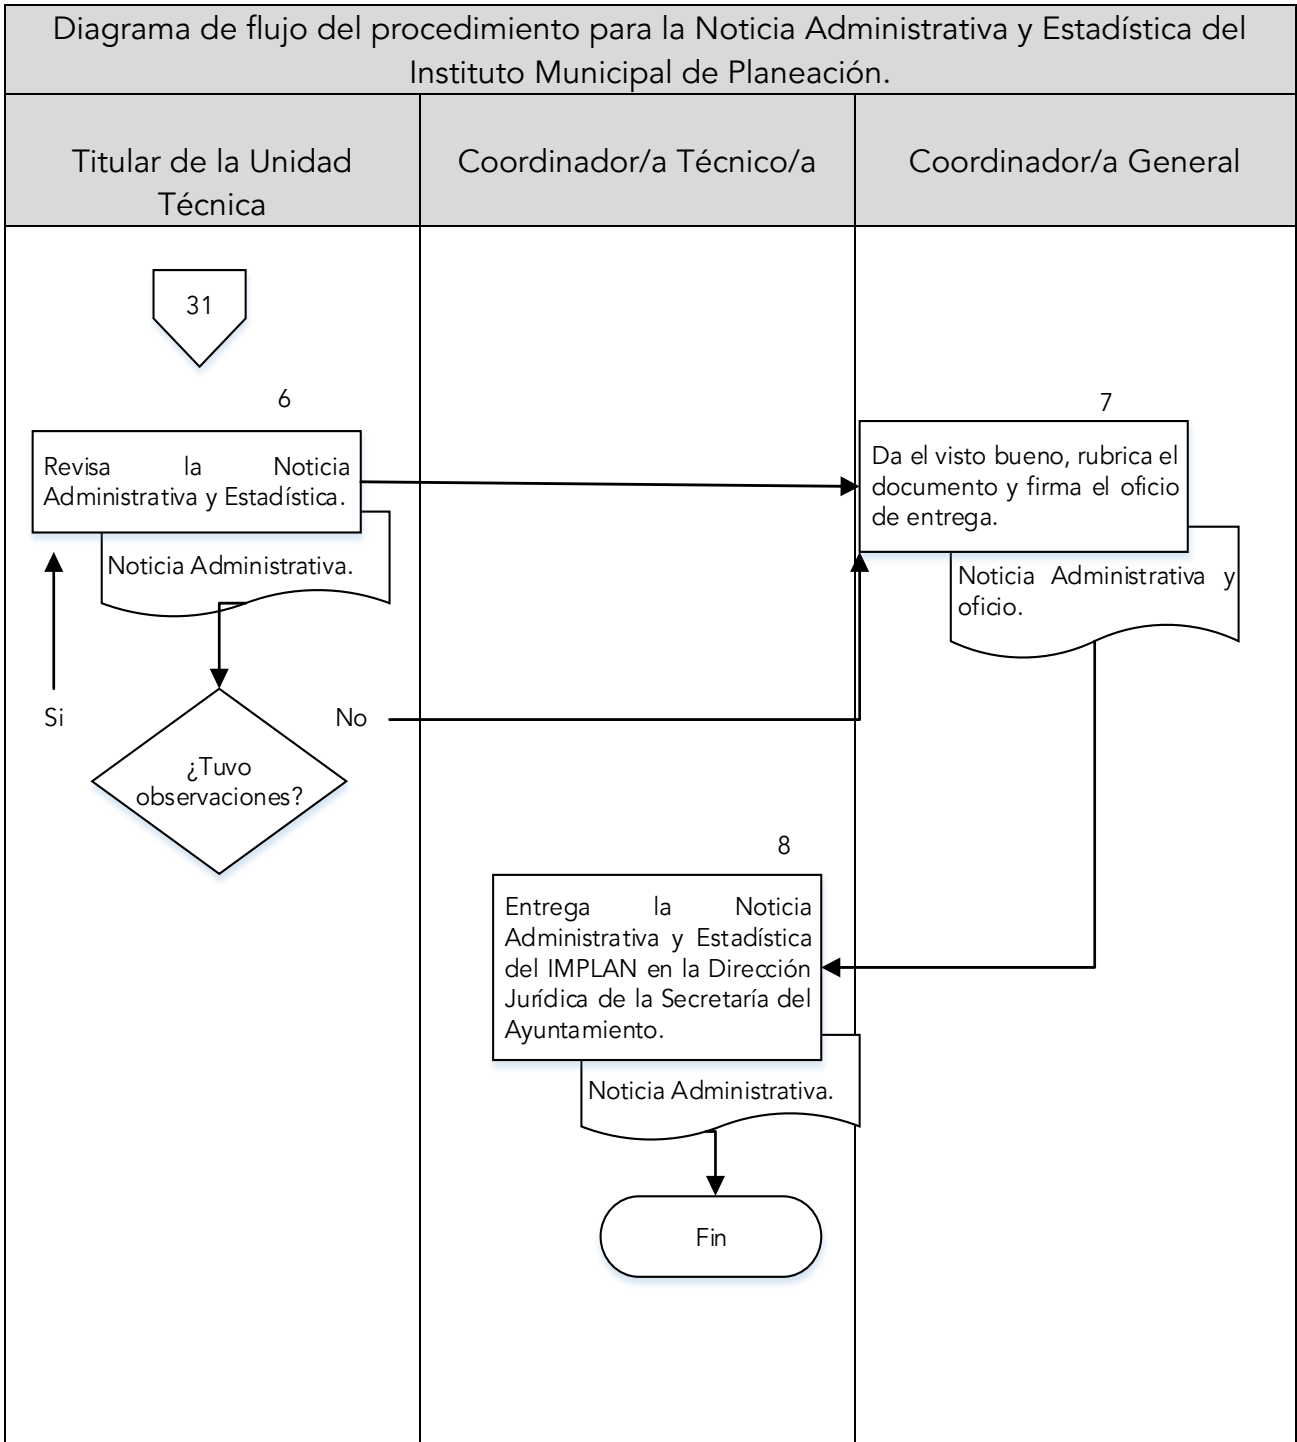 Diagrama de flujo del procedimiento para la Noticia Administrativa y Estadística del
Instituto Municipal de Planeación.
Titular de la Unidad
Técnica
Coordinador/a Técnico/a
Coordinador/a General
31
6
Revisa la Noticia
Administrativa y Estadística.
Noticia Administrativa.
7
Da el visto bueno, rubrica el
documento y firma el oficio
de entrega.
Noticia Administrativa y
oficio.
Si
No
¿Tuvo
observaciones?
8
Entrega la Noticia
Administrativa y Estadística
del IMPLAN en la Dirección
Jurídica de la Secretaría del
Ayuntamiento.
Noticia Administrativa.
Fin